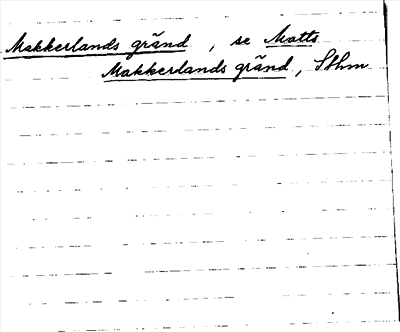 Makkerlands gränd, se Matts
Makkerlands gränd, Sthm